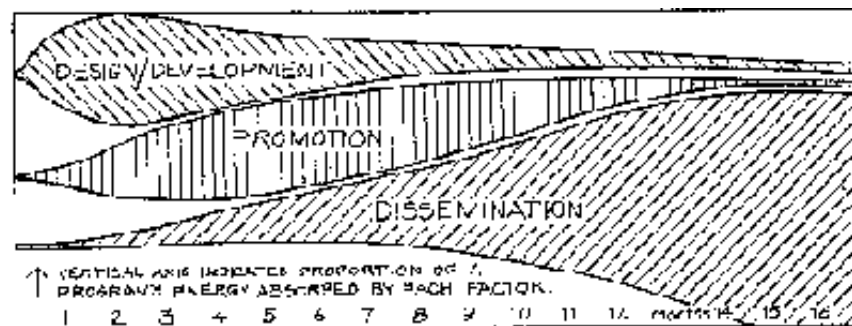 DESIGN/DEVELOPMENT
PROMOTION
DISSEMINATION
VERTICAL AXIS INDICATES PROPORTION OF A
PROGRAM'S ENERGY ABSORBED BY EACH FACTOR.
1 2 3 4 5 6 7 8 9 10 11 12 MONTHS 14 15 16